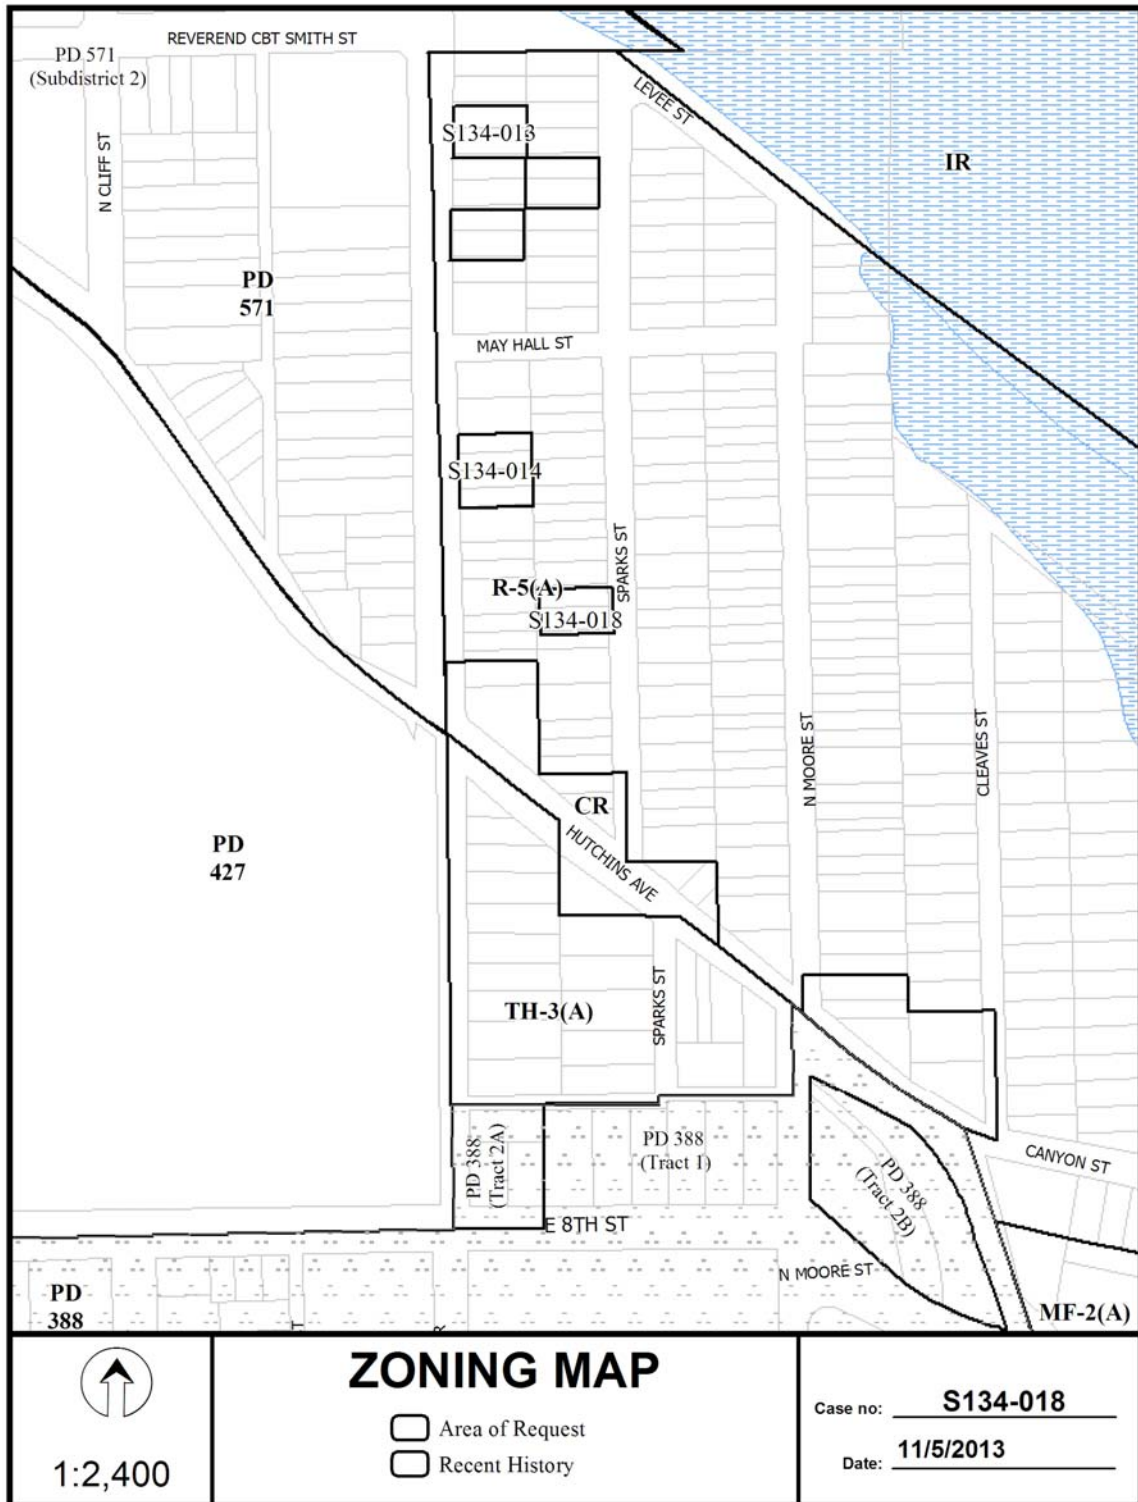 REVEREND CBT SMITH ST
PD 571
(Subdistrict 2)
N CLIFF ST
LEVEE ST
S134-013
IR
PD
571
MAY HALL ST
S134-014
SPARKS ST
R-5(A)
S134-018
N MOORE ST
CLEAVES ST
CR
HUTCHINS AVE
PD
427
SPARKS ST
TH-3(A)
PD 388
(Tract 2A)
PD 388
(Tract 1)
PD 388
(Tract 2B)
CANYON ST
E 8TH ST
N MOORE ST
PD
388
T
R
MF-2(A)
1:2,400
ZONING MAP
Area of Request
Recent History
Case no: S134-018
Date: 11/5/2013